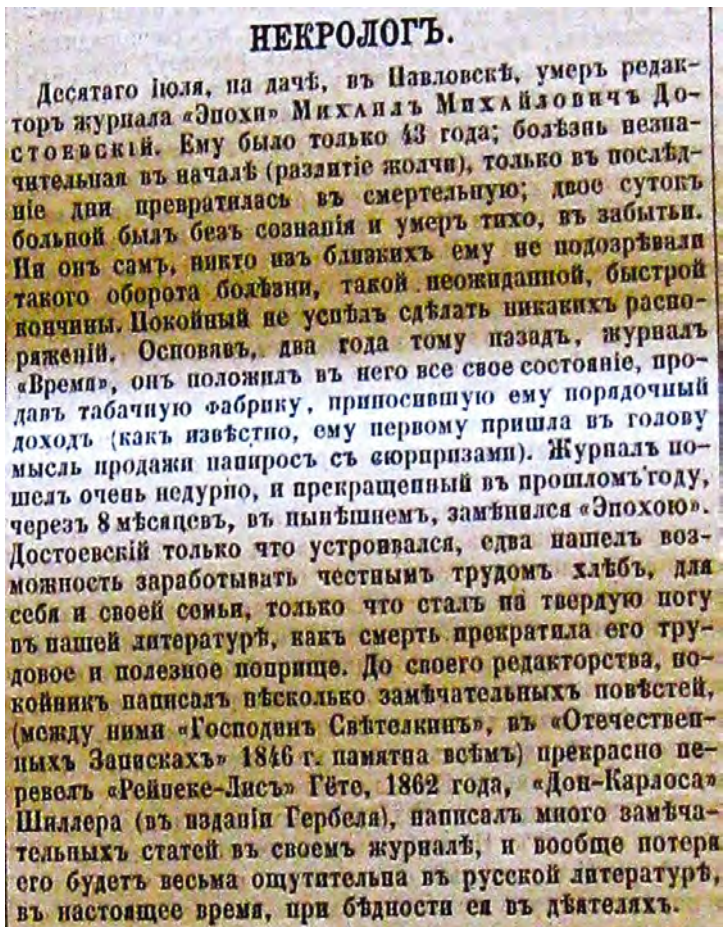 НЕКРОЛОГЪ.
Десятаго іюля, на дачѣ, въ Павловскѣ, умеръ редак-
торъ журнала «Эпохи» Михаилъ Михайловичъ До-
стоевскій. Ему было только 43 года; болѣзнь незна-
чительная въ началѣ (разлитіе жолчи), только въ послѣд-
ніе дни превратилась въ смертельную; двое сутокъ
больной былъ безъ сознанія и умеръ тихо, въ забытьи.
Ни онъ самъ, никто изъ близкихъ ему не подозрѣвали
такого оборота болѣзни, такой неожиданной, быстрой
кончины. Покойный не успѣлъ сдѣлать никакихъ распо-
ряженій. Основавъ, два года тому назадъ, журналъ
«Время», онъ положилъ въ него все свое состояніе, про-
давъ табачную фабрику, приносившую ему порядочный
доходъ (какъ извѣстно, ему первому пришла въ голову
мысль продажи папиросъ съ сюрпризами). Журналъ по-
шелъ очень недурно, и прекращенный въ прошломъ году,
черезъ 8 мѣсяцевъ, въ нынѣшнемъ, замѣнился «Эпохою».
Достоевскій только что устроивался, едва нашелъ воз-
можность заработывать честнымъ трудомъ хлѣбъ, для
себя и своей семьи, только что сталъ на твердую ногу
въ нашей литературѣ, какъ смерть прекратила его тру-
довое и полезное поприще. До своего редакторства, по-
койникъ написалъ нѣсколько замѣчательныхъ повѣстей,
(между ними «Господинъ Свѣтелкинъ», въ «Отечествен-
ныхъ Запискахъ» 1846 г. памятна всѣмъ) прекрасно пе-
ревелъ «Рейнеке-Лисъ» Гёте, 1862 года, «Дон-Карлоса»
Шиллера (въ изданіи Гербеля), написалъ много замѣча-
тельныхъ статей въ своемъ журналѣ, и вообще потеря
его будетъ весьма ощутительна въ русской литературѣ,
въ настоящее время, при бѣдности ея въ дѣятеляхъ.